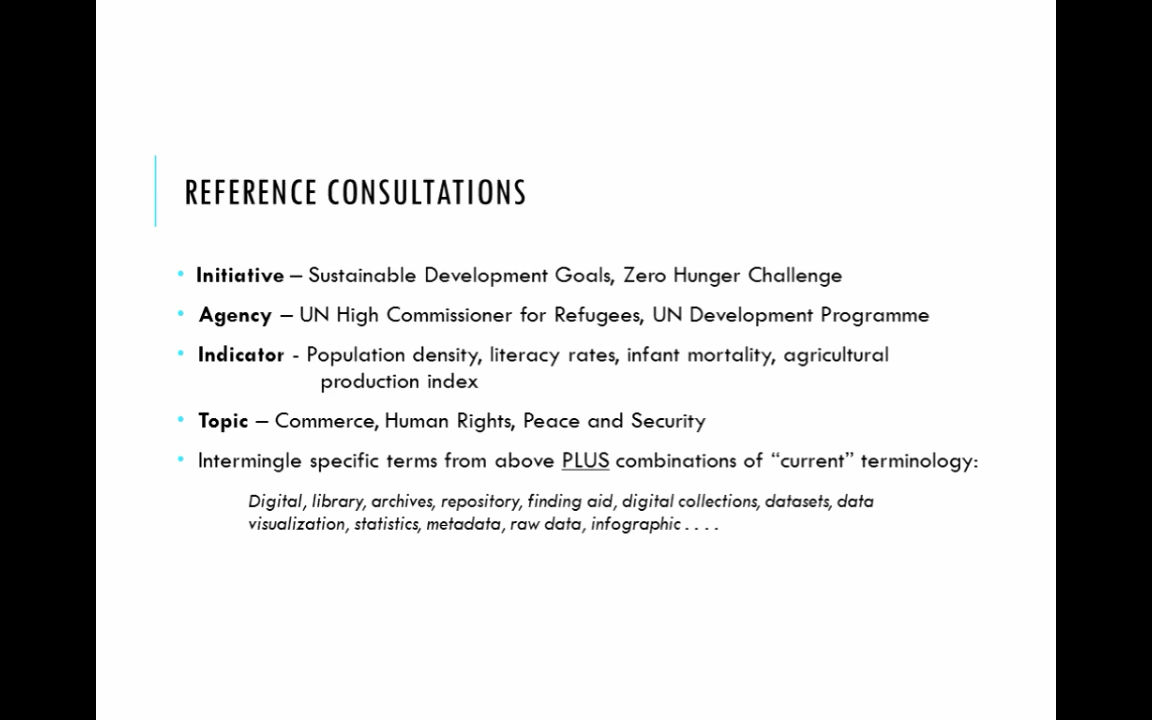 REFERENCE CONSULTATIONS
• Initiative – Sustainable Development Goals, Zero Hunger Challenge
• Agency – UN High Commissioner for Refugees, UN Development Programme
• Indicator - Population density, literacy rates, infant mortality, agricultural
production index
• Topic – Commerce, Human Rights, Peace and Security
• Intermingle specific terms from above PLUS combinations of “current” terminology:
Digital, library, archives, repository, finding aid, digital collections, datasets, data
visualization, statistics, metadata, raw data, infographic . . . .